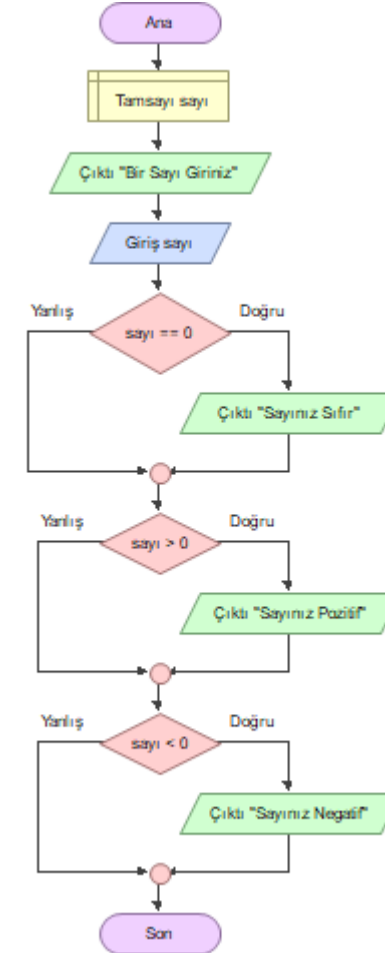 Ana
Tamsayı sayı
Çıktı "Bir Sayı Giriniz"
Giriş sayı
Yanlış
Doğru
sayı == 0
Çıktı "Sayınız Sıfır"
Yanlış
Doğru
sayı > 0
Çıktı "Sayınız Pozitif"
Yanlış
Doğru
sayı < 0
Çıktı "Sayınız Negatif"
Son